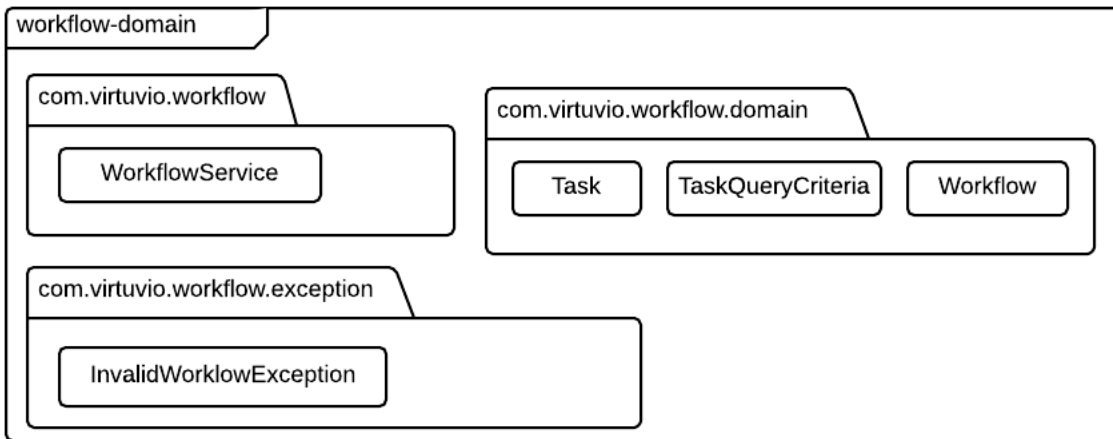 workflow-domain
com.virtuvio.workflow
WorkflowService
com.virtuvio.workflow.domain
Task
TaskQueryCriteria
Workflow
com.virtuvio.workflow.exception
InvalidWorklowException